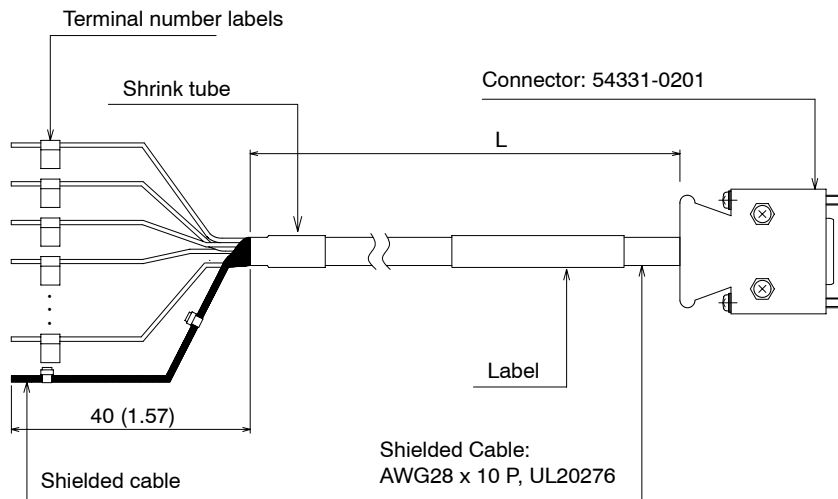 Terminal number labels
Shrink tube
Connector: 54331-0201
L
Label
40 (1.57)
Shielded Cable:
AWG28 x 10 P, UL20276
Shielded cable